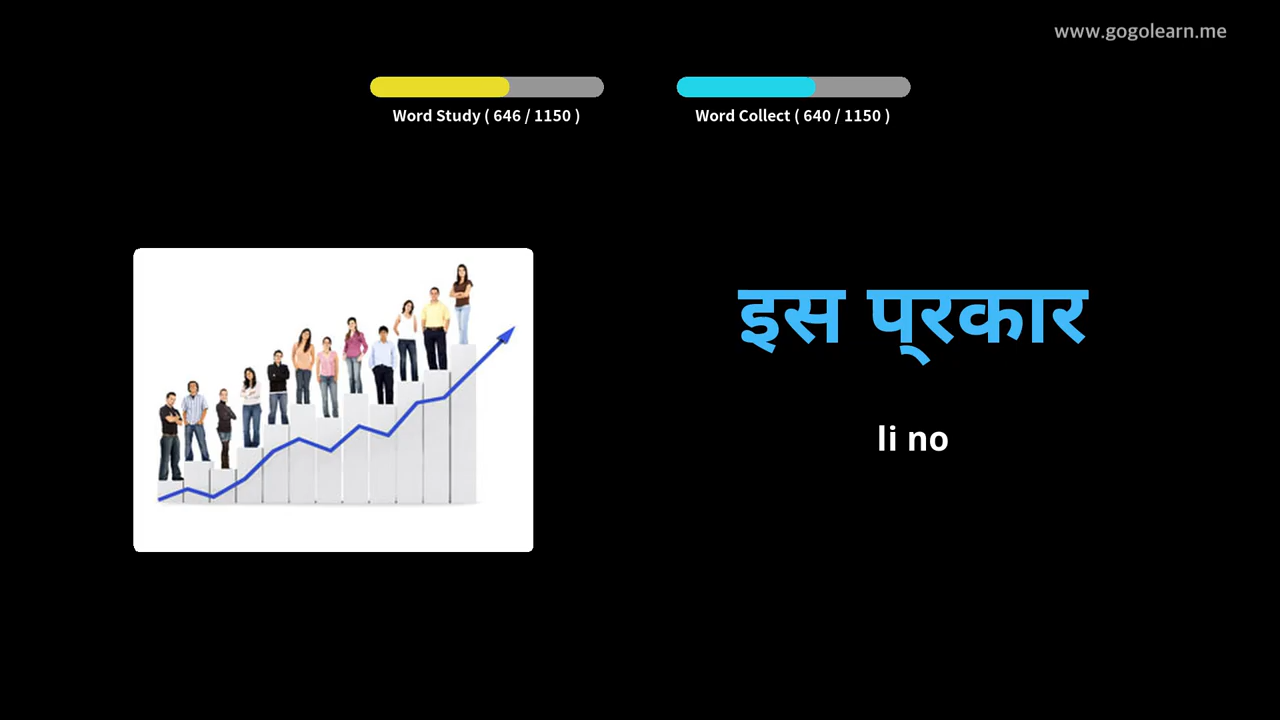 www.gogolearn.me
Word Study ( 646 / 1150 )
Word Collect ( 640 / 1150 )
इस प्रकार
li no